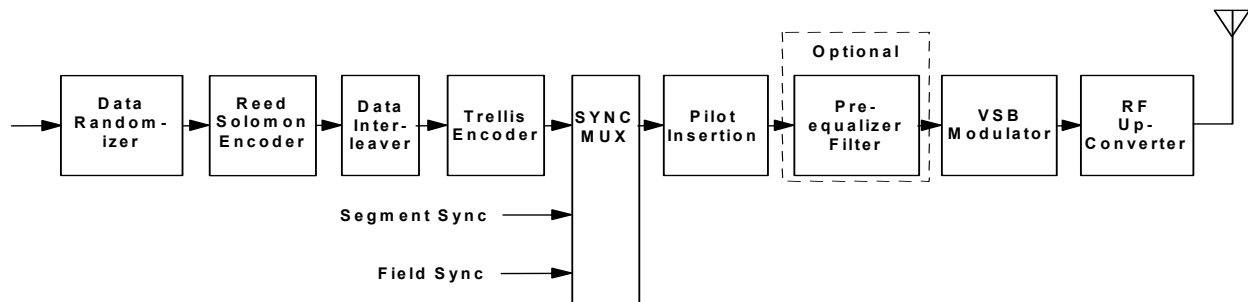 Optional
Data
Random-
izer
Reed
Solomon
Encoder
Data
Inter-
leaver
Trellis
Encoder
SYNC
MUX
Pilot
Insertion
Pre-
equalizer
Filter
VSB
Modulator
RF
Up-
Converter
Segment Sync
Field Sync